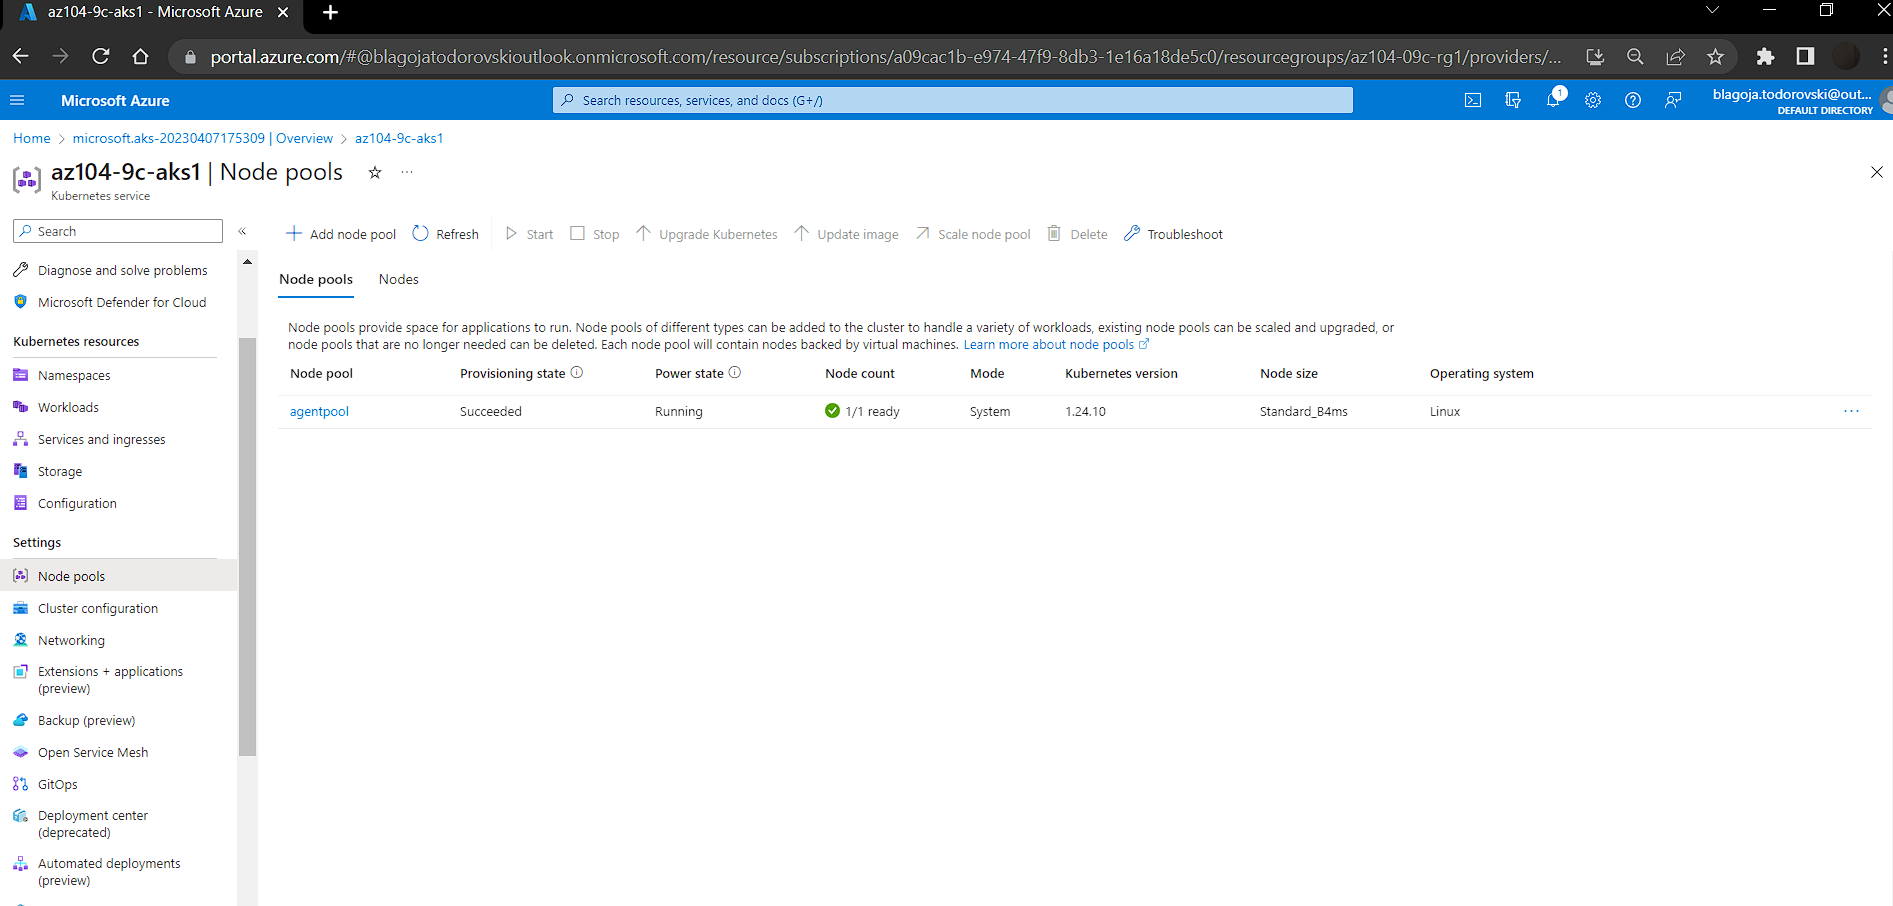 az104-9c-aks1 - Microsoft Azure
portal.azure.com/#@blagojatodorovskioutlook.onmicrosoft.com/resource/subscriptions/a09cac1b-e974-47f9-8db3-1e16a18de5c0/resourcegroups/az104-09c-rg1/providers/...
Microsoft Azure
Search resources, services, and docs (G+/)
1
blagoja.todorovski@out...
DEFAULT DIRECTORY
Home > microsoft.aks-20230407175309 | Overview > az104-9c-aks1
az104-9c-aks1 | Node pools
Kubernetes service
Search
Add node pool Refresh Start Stop Upgrade Kubernetes Update image Scale node pool Delete Troubleshoot
Diagnose and solve problems
Microsoft Defender for Cloud
Kubernetes resources
Namespaces
Workloads
Services and ingresses
Storage
Configuration
Settings
Node pools
Cluster configuration
Networking
Extensions + applications
(preview)
Backup (preview)
Open Service Mesh
GitOps
Deployment center
(deprecated)
Automated deployments
(preview)
Node pools Nodes
Node pools provide space for applications to run. Node pools of different types can be added to the cluster to handle a variety of workloads, existing node pools can be scaled and upgraded, or
node pools that are no longer needed can be deleted. Each node pool will contain nodes backed by virtual machines. Learn more about node pools
Node pool Provisioning state Power state Node count Mode Kubernetes version Node size Operating system
agentpool Succeeded Running 1/1 ready System 1.24.10 Standard_B4ms Linux